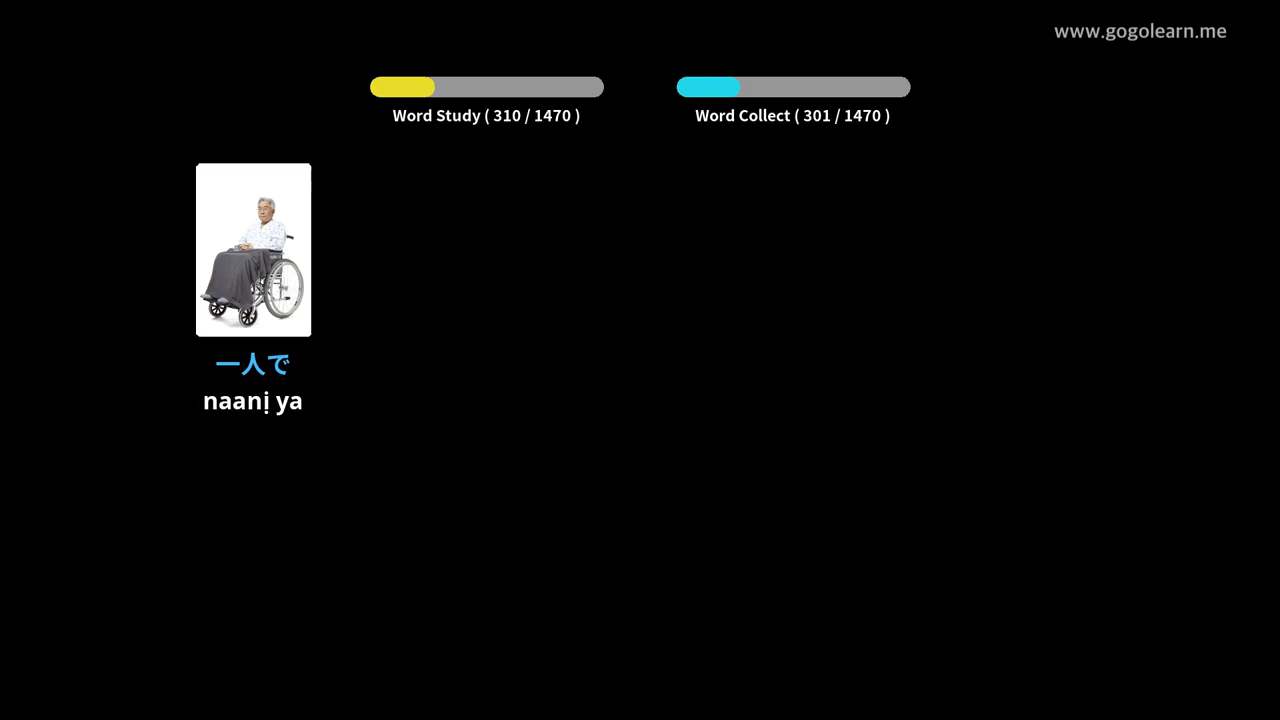 www.gogolearn.me
Word Study ( 310 / 1470 )
Word Collect ( 301 / 1470 )
一人で
naanị ya